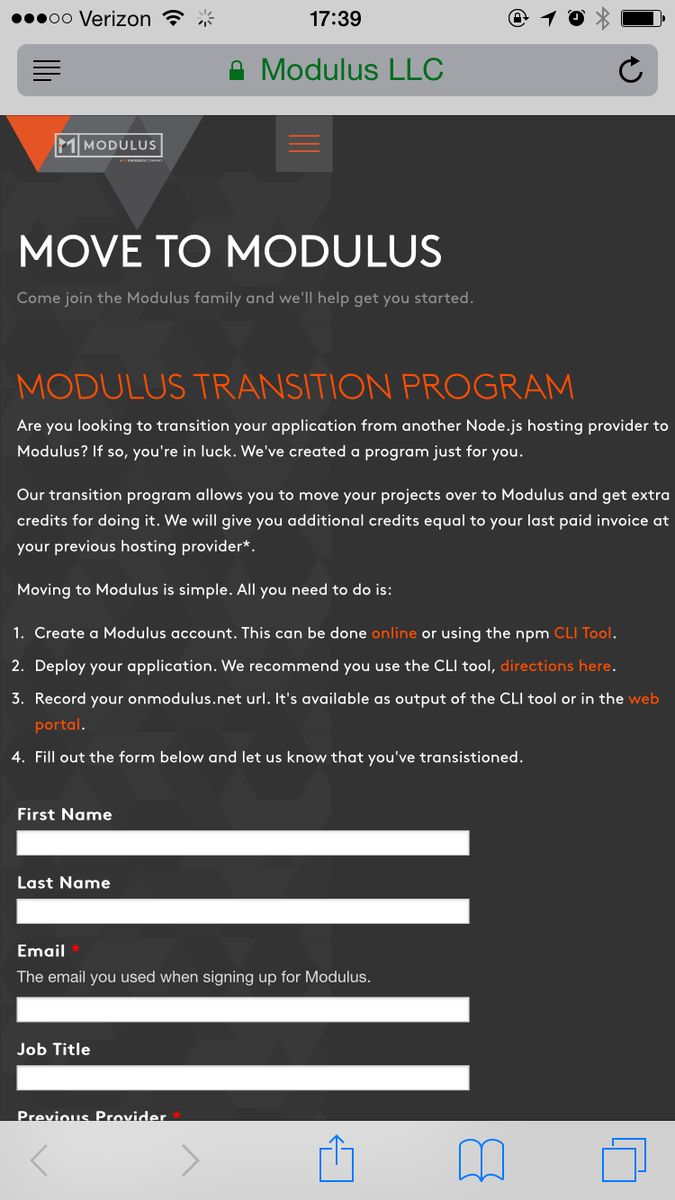 Verizon
17:39
Modulus LLC
MODULUS
A PROGRESS COMPANY
MOVE TO MODULUS
Come join the Modulus family and we'll help get you started.
MODULUS TRANSITION PROGRAM
Are you looking to transition your application from another Node.js hosting provider to
Modulus? If so, you're in luck. We've created a program just for you.
Our transition program allows you to move your projects over to Modulus and get extra
credits for doing it. We will give you additional credits equal to your last paid invoice at
your previous hosting provider*.
Moving to Modulus is simple. All you need to do is:
1. Create a Modulus account. This can be done online or using the npm CLI Tool.
2. Deploy your application. We recommend you use the CLI tool, directions here.
3. Record your onmodulus.net url. It's available as output of the CLI tool or in the web
portal.
4. Fill out the form below and let us know that you've transistioned.
First Name
Last Name
Email *
The email you used when signing up for Modulus.
Job Title
Previous Provider *